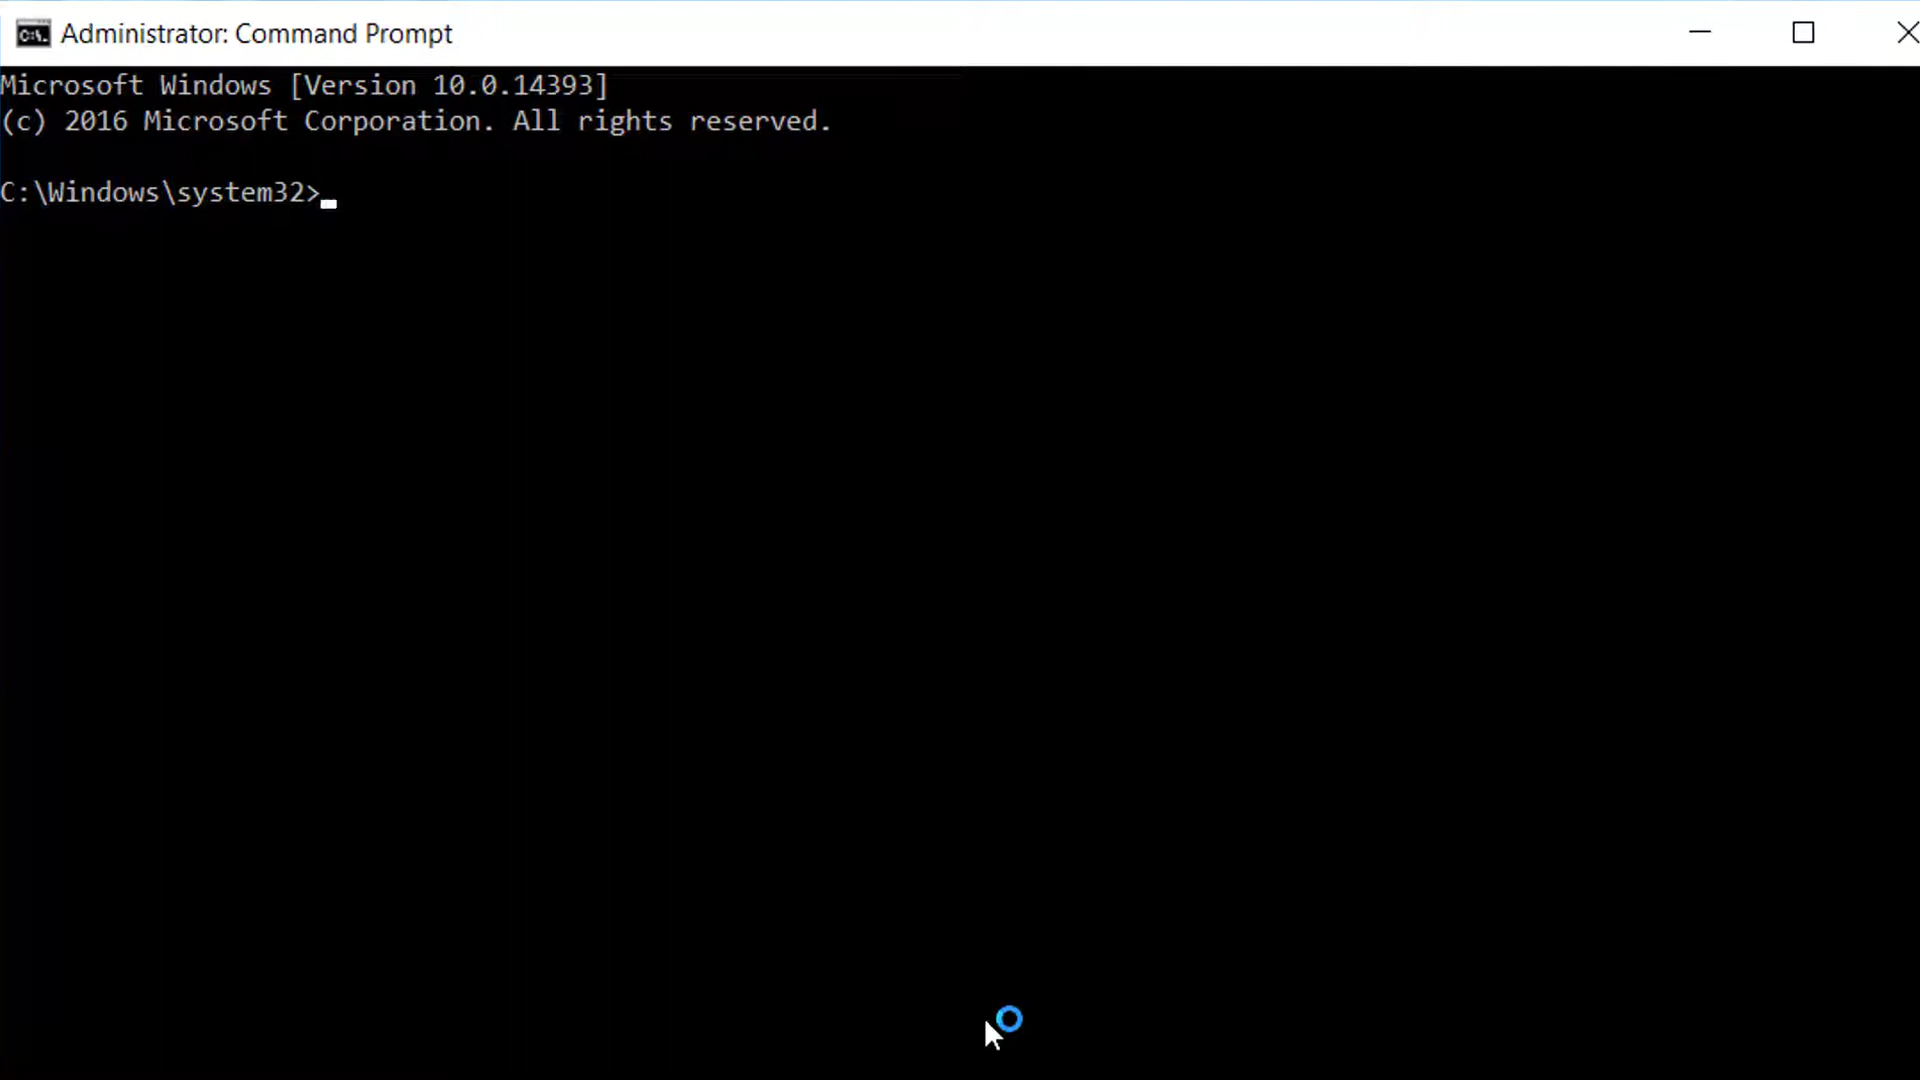 Administrator: Command Prompt
Microsoft Windows [Version 10.0.14393]
(c) 2016 Microsoft Corporation. All rights reserved.
C:\Windows\system32>